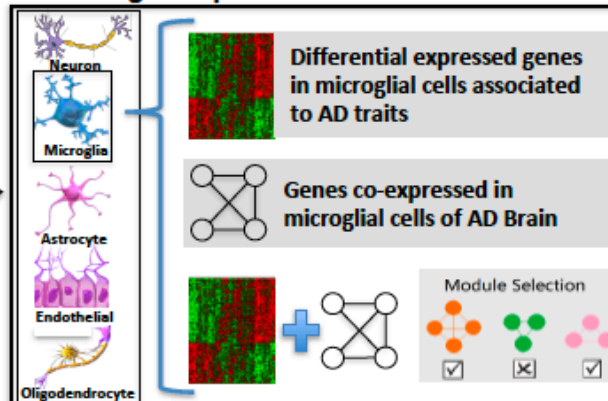 Neuron
Microglia
Astrocyte
Endothelial
Oligodendrocyte
Differential expressed genes
in microglial cells associated
to AD traits
Genes co-expressed in
microglial cells of AD Brain
Module Selection